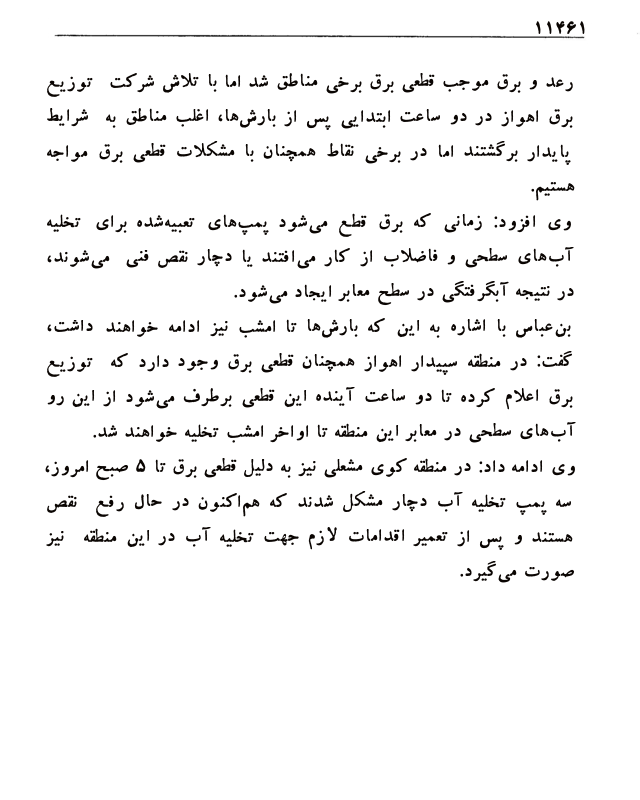 ۱۱۴۶۱
رعد و برق موجب قطعی برق برخی مناطق شد اما با تلاش شرکت توزیع
برق اهواز در دو ساعت ابتدایی پس از بارش‌ها، اغلب مناطق به شرایط
پایدار برگشتند اما در برخی نقاط همچنان با مشکلات قطعی برق مواجه
هستیم.
وی افزود: زمانی که برق قطع می‌شود پمپ‌های تعبیه‌شده برای تخلیه
آب‌های سطحی و فاضلاب از کار می‌افتند یا دچار نقص فنی می‌شوند،
در نتیجه آبگرفتگی در سطح معابر ایجاد می‌شود.
بن‌عباس با اشاره به این که بارش‌ها تا امشب نیز ادامه خواهند داشت،
گفت: در منطقه سپیدار اهواز همچنان قطعی برق وجود دارد که توزیع
برق اعلام کرده تا دو ساعت آینده این قطعی برطرف می‌شود از این رو
آب‌های سطحی در معابر این منطقه تا اواخر امشب تخلیه خواهند شد.
وی ادامه داد: در منطقه کوی مشعلی نیز به دلیل قطعی برق تا ۵ صبح امروز،
سه پمپ تخلیه آب دچار مشکل شدند که هم‌اکنون در حال رفع نقص
هستند و پس از تعمیر اقدامات لازم جهت تخلیه آب در این منطقه نیز
صورت می‌گیرد.